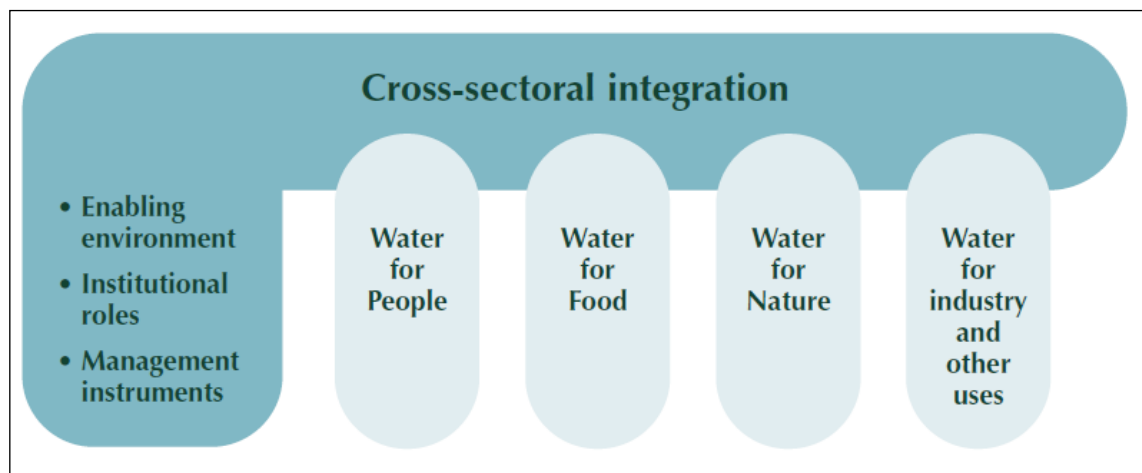 Cross-sectoral integration
• Enabling
environment
• Institutional
roles
• Management
instruments
Water
for
People
Water
for
Food
Water
for
Nature
Water
for
industry
and
other
uses